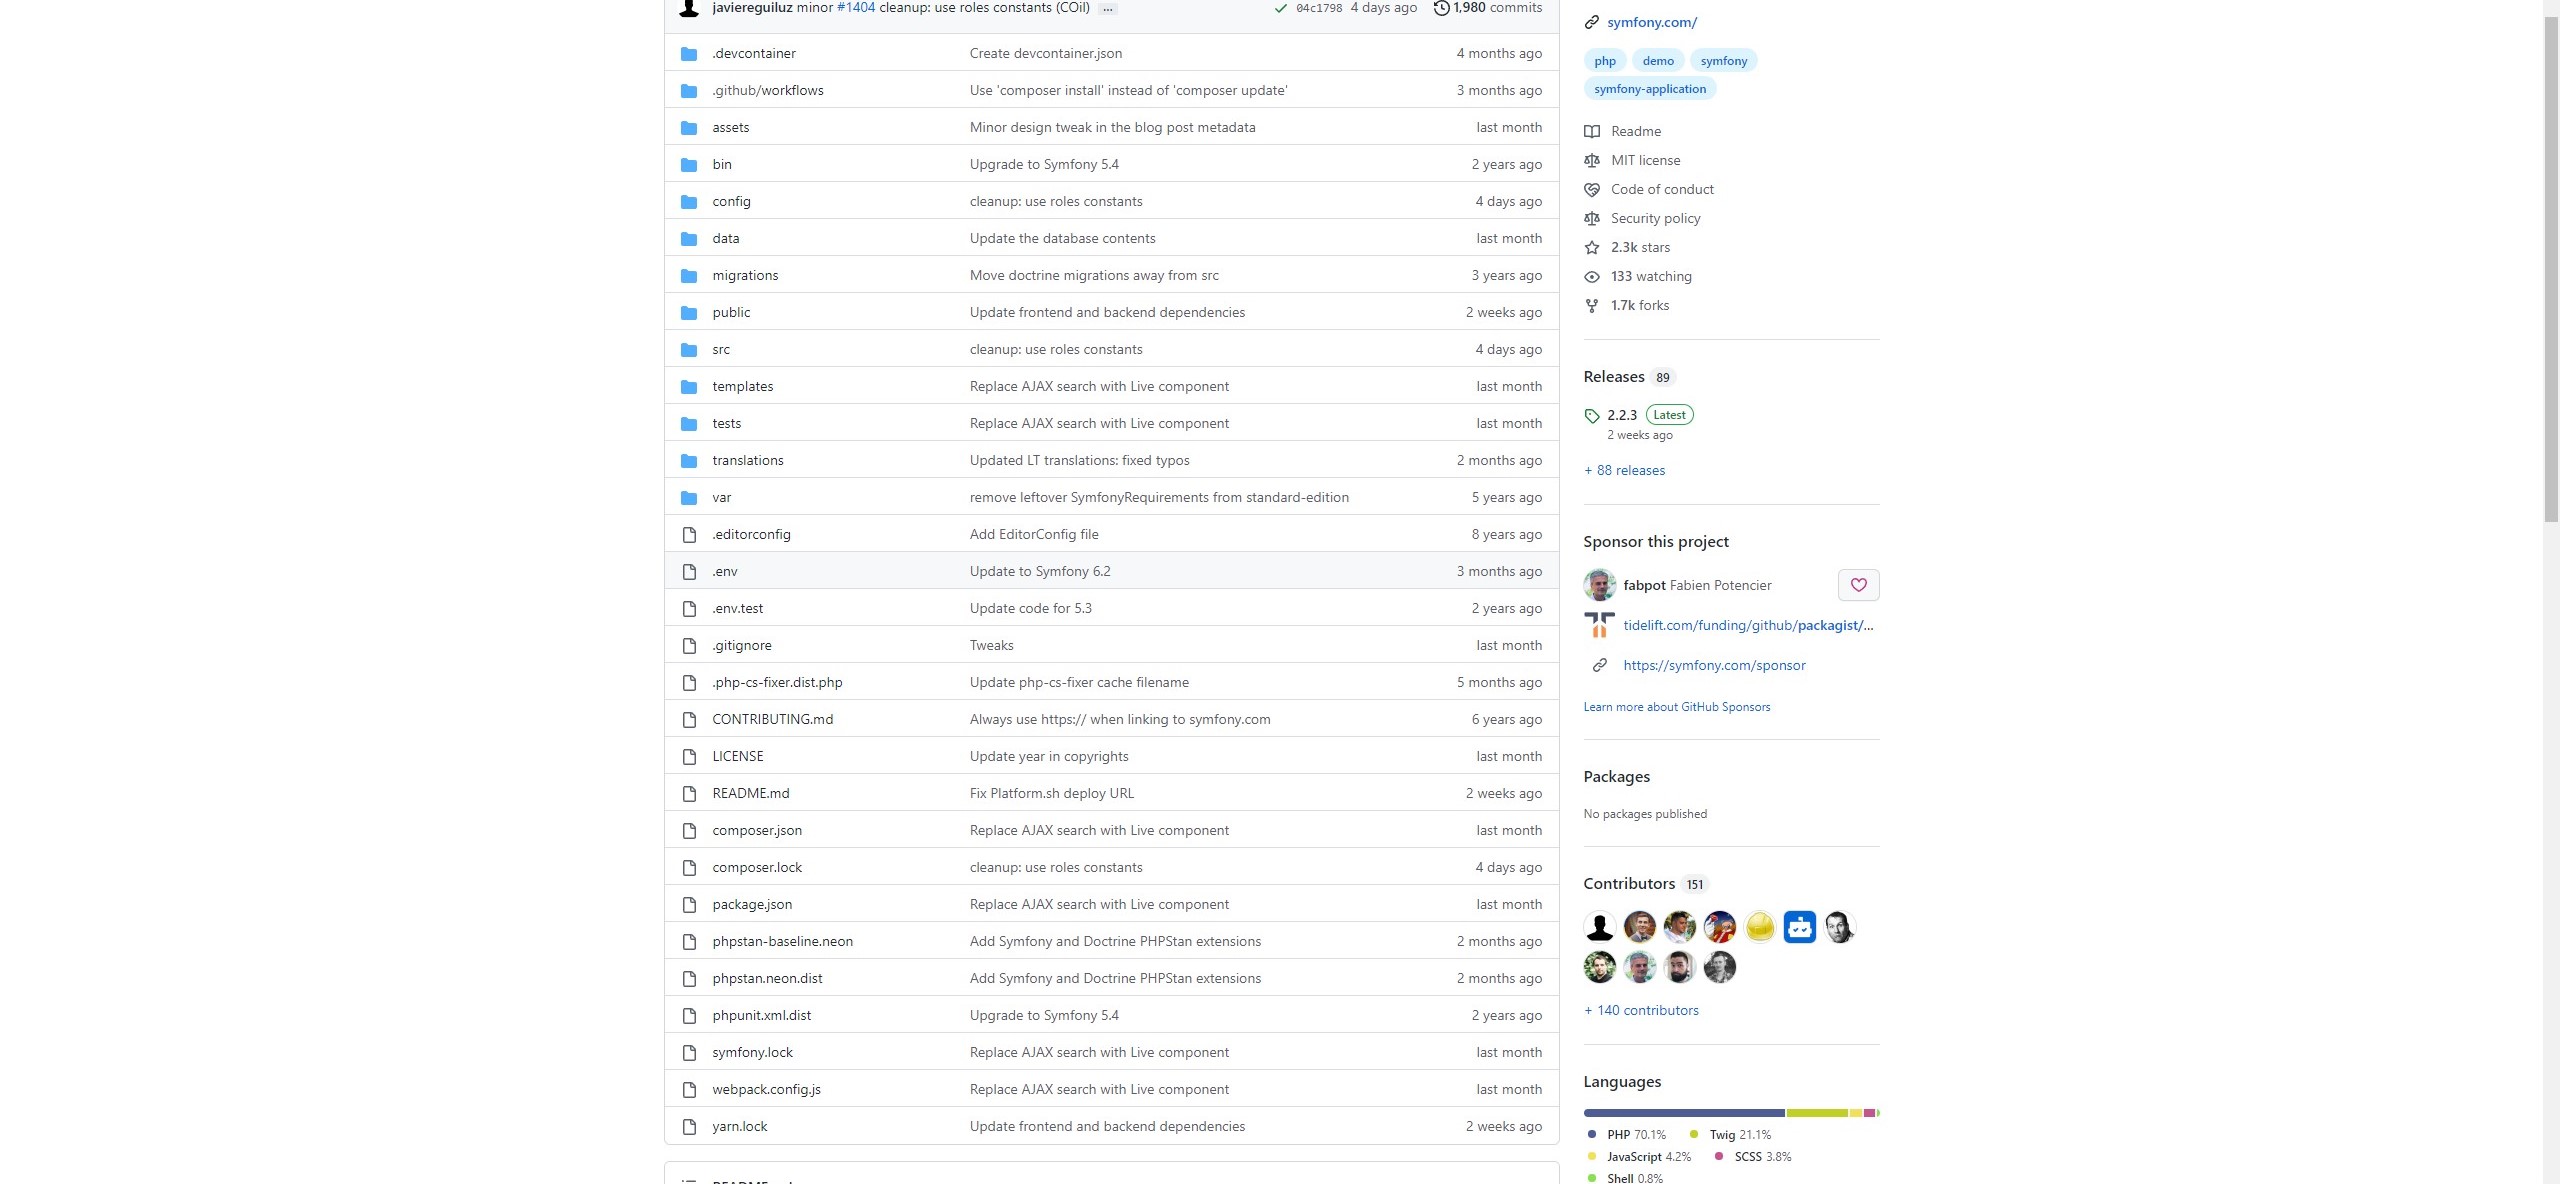 javiereguiluz minor #1404 cleanup: use roles constants (COil) ... 04c1798 4 days ago 1,980 commits
.devcontainer Create devcontainer.json 4 months ago
.github/workflows Use 'composer install' instead of 'composer update' 3 months ago
assets Minor design tweak in the blog post metadata last month
bin Upgrade to Symfony 5.4 2 years ago
config cleanup: use roles constants 4 days ago
data Update the database contents last month
migrations Move doctrine migrations away from src 3 years ago
public Update frontend and backend dependencies 2 weeks ago
src cleanup: use roles constants 4 days ago
templates Replace AJAX search with Live component last month
tests Replace AJAX search with Live component last month
translations Updated LT translations: fixed typos 2 months ago
var remove leftover SymfonyRequirements from standard-edition 5 years ago
.editorconfig Add EditorConfig file 8 years ago
.env Update to Symfony 6.2 3 months ago
.env.test Update code for 5.3 2 years ago
.gitignore Tweaks last month
.php-cs-fixer.dist.php Update php-cs-fixer cache filename 5 months ago
CONTRIBUTING.md Always use https:// when linking to symfony.com 6 years ago
LICENSE Update year in copyrights last month
README.md Fix Platform.sh deploy URL 2 weeks ago
composer.json Replace AJAX search with Live component last month
composer.lock cleanup: use roles constants 4 days ago
package.json Replace AJAX search with Live component last month
phpstan-baseline.neon Add Symfony and Doctrine PHPStan extensions 2 months ago
phpstan.neon.dist Add Symfony and Doctrine PHPStan extensions 2 months ago
phpunit.xml.dist Upgrade to Symfony 5.4 2 years ago
symfony.lock Replace AJAX search with Live component last month
webpack.config.js Replace AJAX search with Live component last month
yarn.lock Update frontend and backend dependencies 2 weeks ago
symfony.com/
php demo symfony
symfony-application
Readme
MIT license
Code of conduct
Security policy
2.3k stars
133 watching
1.7k forks
Releases 89
2.2.3 Latest
2 weeks ago
+ 88 releases
Sponsor this project
fabpot Fabien Potencier
tidelift.com/funding/github/packagist/...
https://symfony.com/sponsor
Learn more about GitHub Sponsors
Packages
No packages published
Contributors 151
+ 140 contributors
Languages
PHP 70.1% Twig 21.1%
JavaScript 4.2% SCSS 3.8%
Shell 0.8%